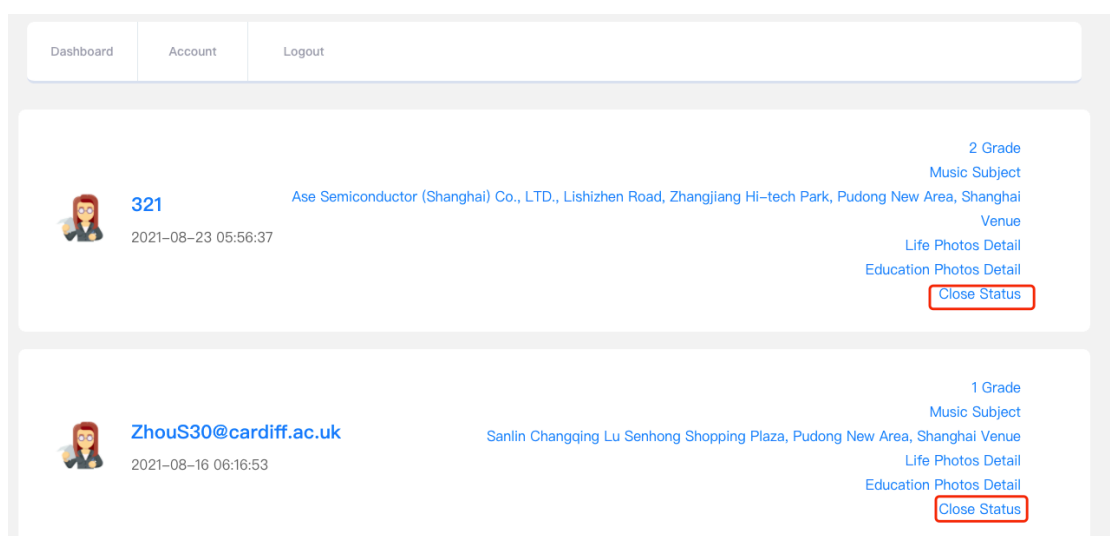 Dashboard
Account
Logout
2 Grade
Music Subject
321
Ase Semiconductor (Shanghai) Co., LTD., Lishizhen Road, Zhangjiang Hi-tech Park, Pudong New Area, Shanghai
Venue
2021-08-23 05:56:37
Life Photos Detail
Education Photos Detail
Close Status
1 Grade
Music Subject
ZhouS30@cardiff.ac.uk
Sanlin Changqing Lu Senhong Shopping Plaza, Pudong New Area, Shanghai Venue
2021-08-16 06:16:53
Life Photos Detail
Education Photos Detail
Close Status